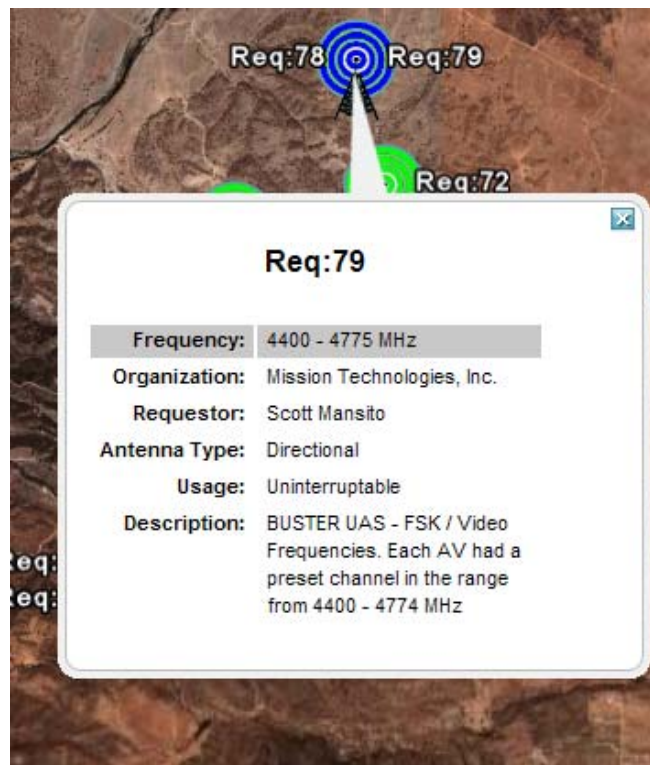 Req:78 Req:79
Req:72
Req:79
Frequency: 4400 - 4775 MHz
Organization: Mission Technologies, Inc.
Requestor: Scott Mansito
Antenna Type: Directional
Usage: Uninterruptable
Description: BUSTER UAS - FSK / Video
Frequencies. Each AV had a
preset channel in the range
from 4400 - 4774 MHz
eq:
eq: